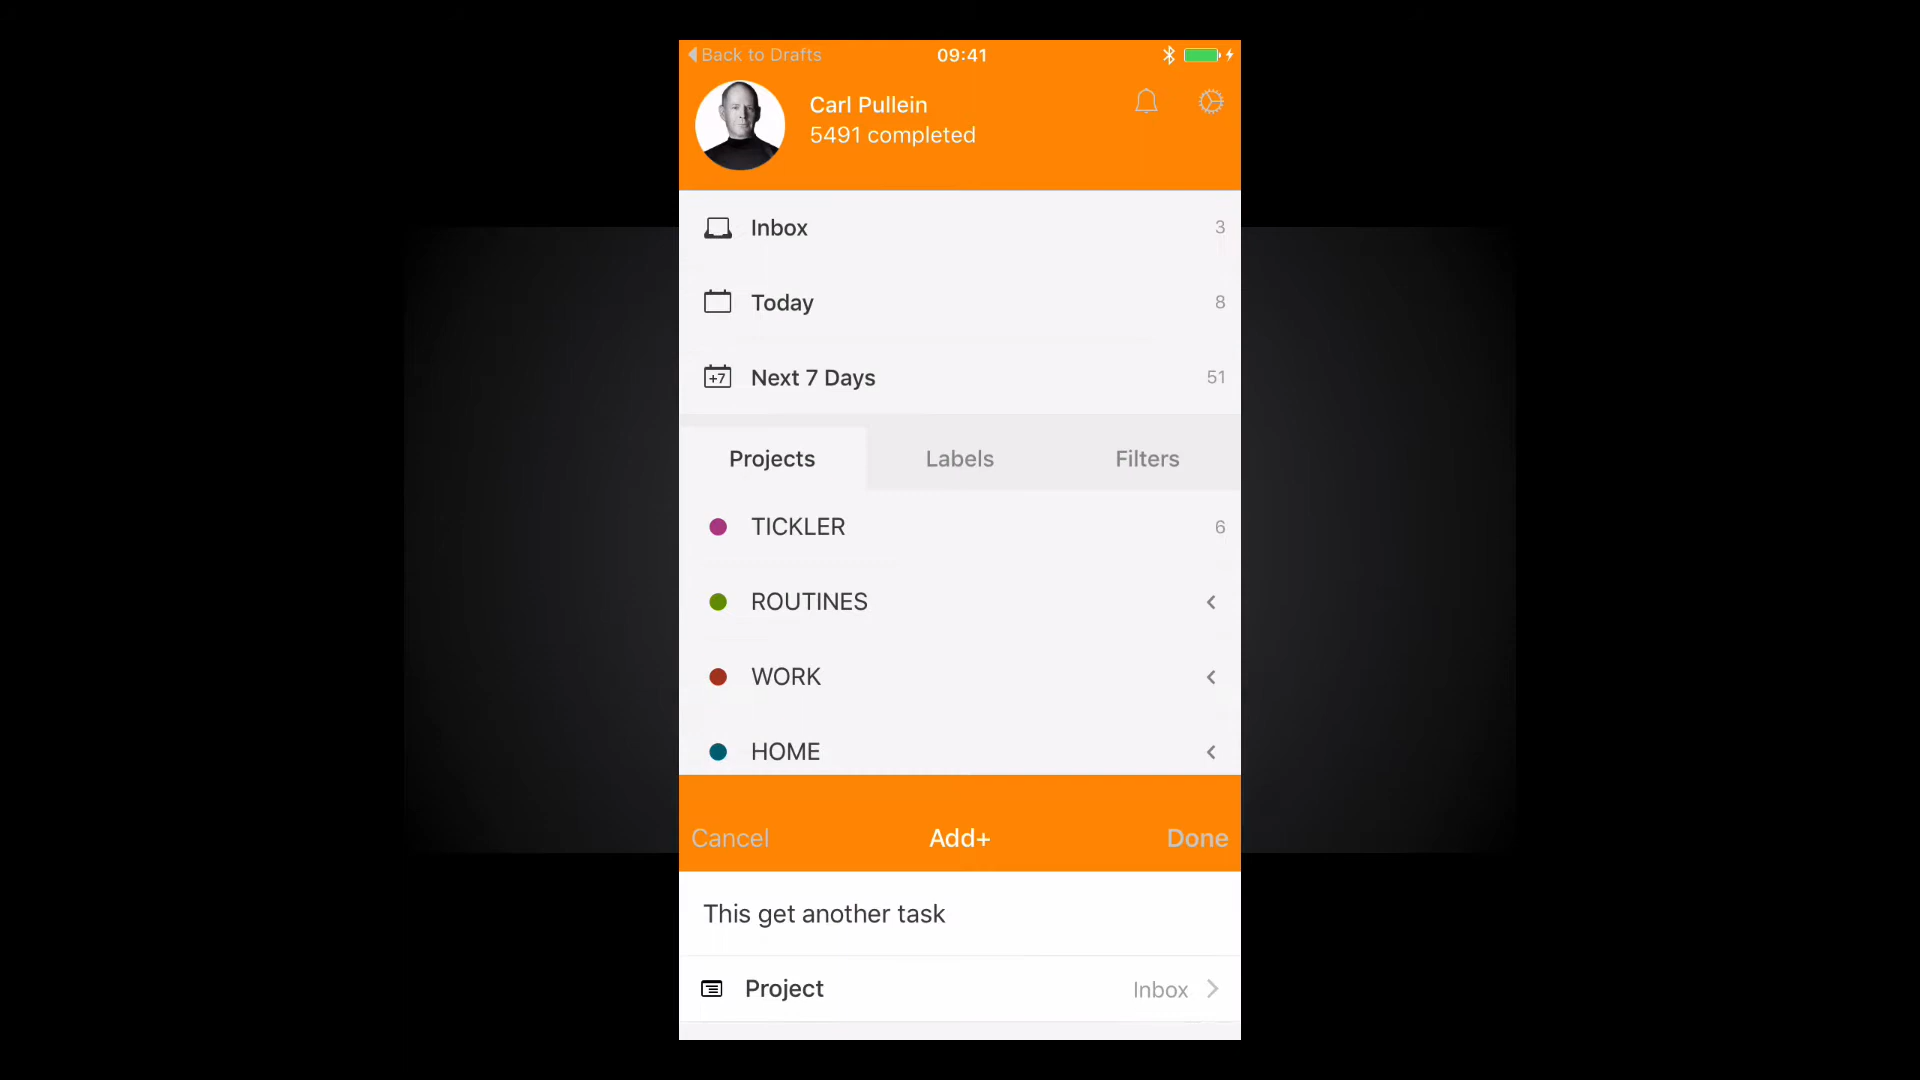 Back to Drafts
09:41
Carl Pullein
5491 completed
Inbox 3
Today 8
+7 Next 7 Days 51
Projects Labels Filters
TICKLER 6
ROUTINES
WORK
HOME
Cancel Add+ Done
This get another task
Project Inbox